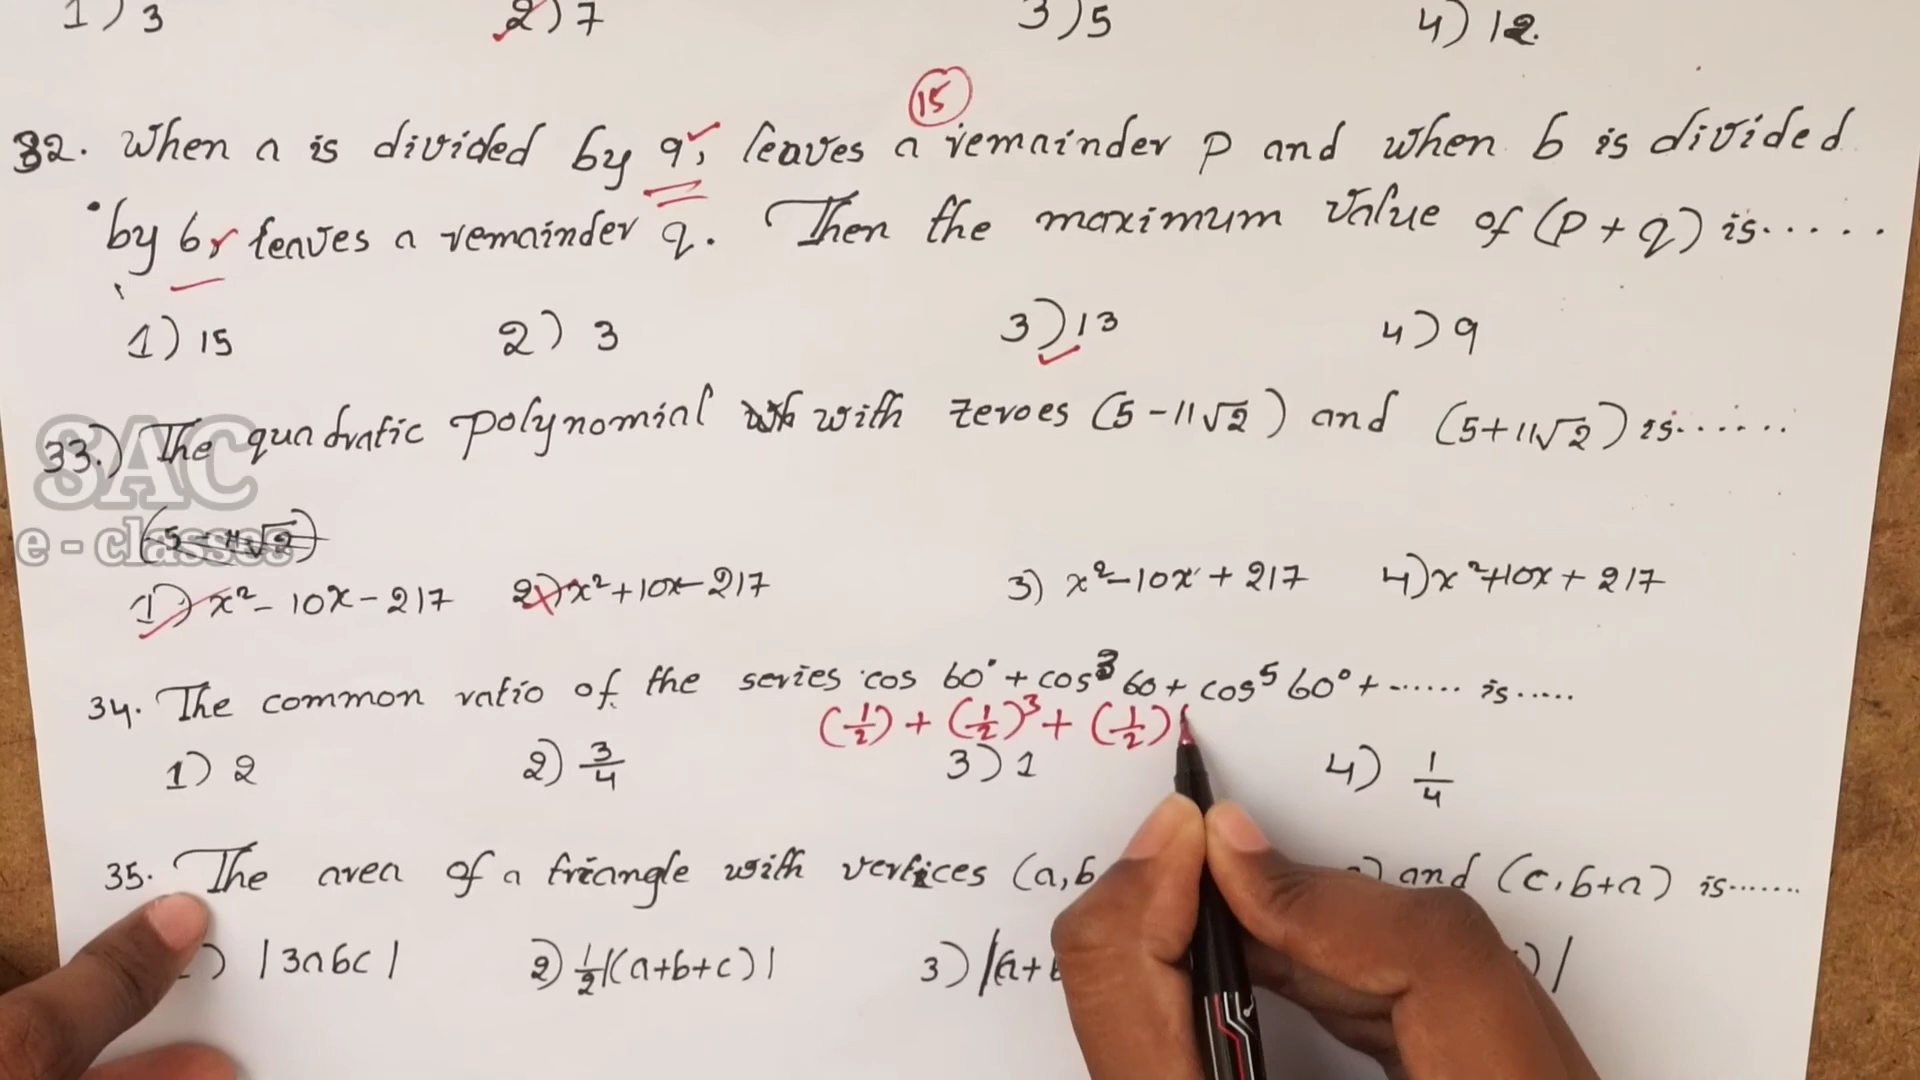 1) 3 2) 7 3) 5 4) 12.
15
32. When a is divided by 9, leaves a remainder p and when b is divided
by 6, leaves a remainder q. Then the maximum value of (p + q) is.....
1) 15 2) 3 3) 13 4) 9
33.) The quadratic polynomial with zeroes (5 - 11√2) and (5+11√2) is......
(5 - 11√2)
1) x² - 10x - 217 2) x² + 10x - 217 3) x² - 10x + 217 4) x² + 10x + 217
34. The common ratio of the series cos 60° + cos³ 60 + cos⁵ 60° + ...... is.....
(1/2) + (1/2)³ + (1/2)
1) 2 2) 3/4 3) 1 4) 1/4
35. The area of a triangle with vertices (a, b ) and (c, b+a) is.......
) |3abc| 2) 1/2|(a+b+c)| 3) |(a+ )|
3AC
e - classes